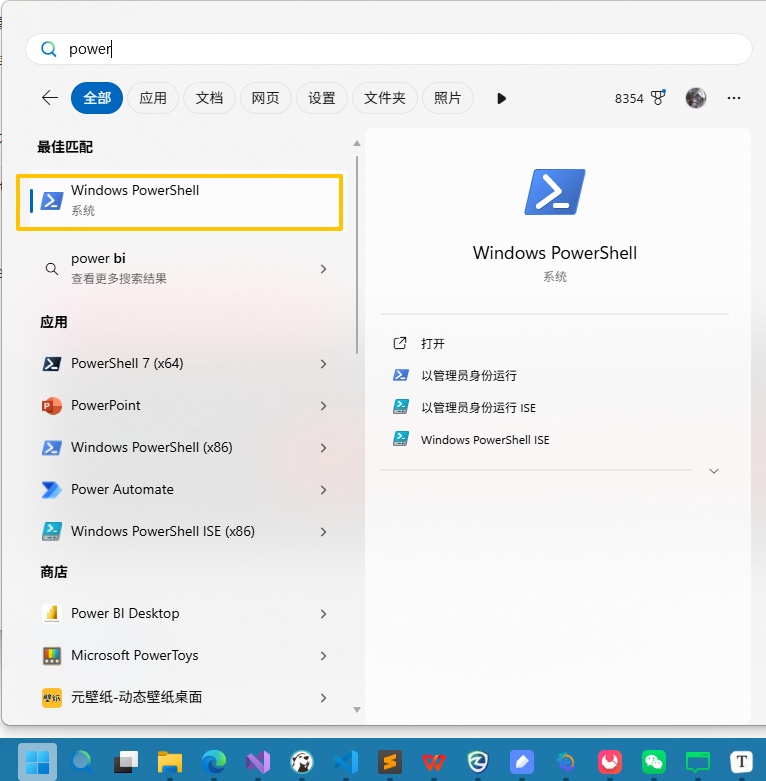 power
全部 应用 文档 网页 设置 文件夹 照片 8354
最佳匹配
Windows PowerShell
系统
power bi
查看更多搜索结果
应用
PowerShell 7 (x64)
PowerPoint
Windows PowerShell (x86)
Power Automate
Windows PowerShell ISE (x86)
商店
Power BI Desktop
Microsoft PowerToys
元壁纸-动态壁纸桌面
Windows PowerShell
系统
打开
以管理员身份运行
以管理员身份运行 ISE
Windows PowerShell ISE